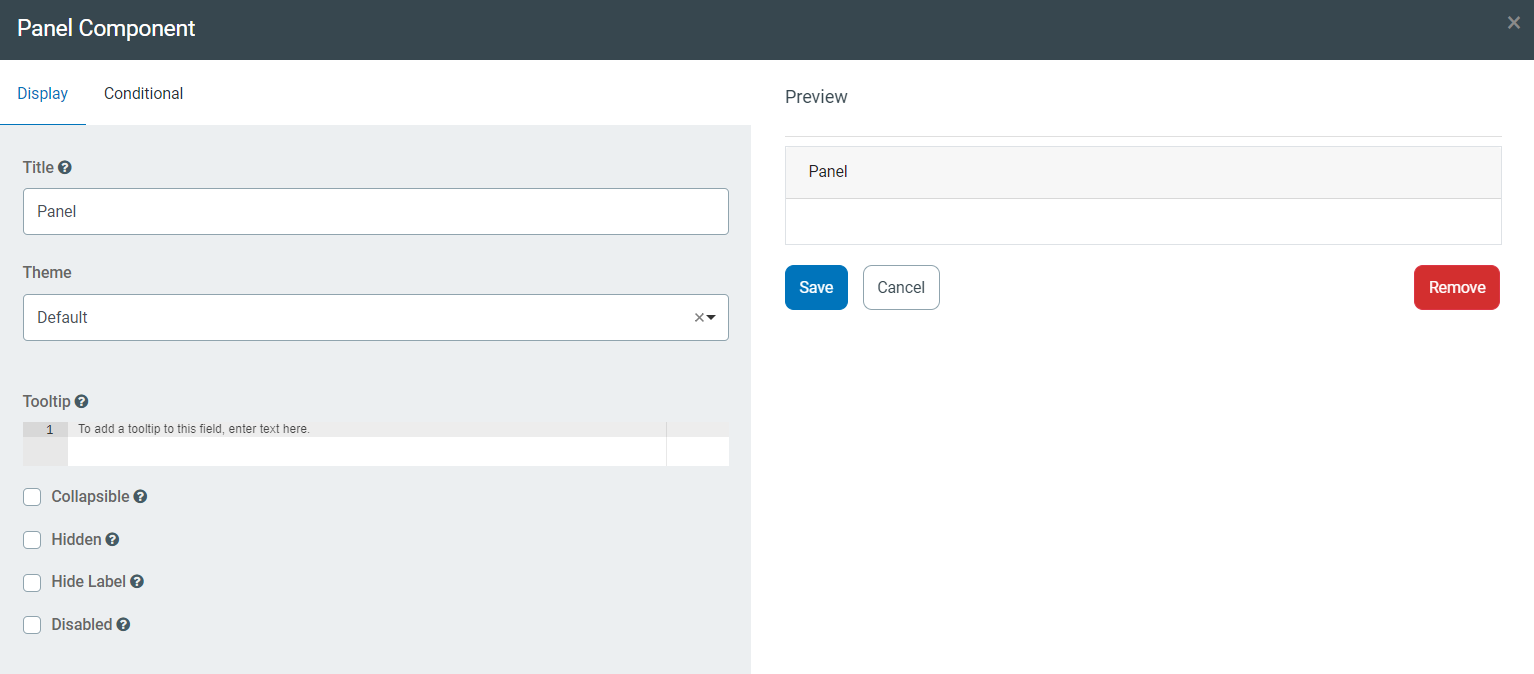 Panel Component
×
Display Conditional
Title
Panel
Theme
Default
×
Tooltip
1 To add a tooltip to this field, enter text here.
Collapsible
Hidden
Hide Label
Disabled
Preview
Panel
Save Cancel Remove